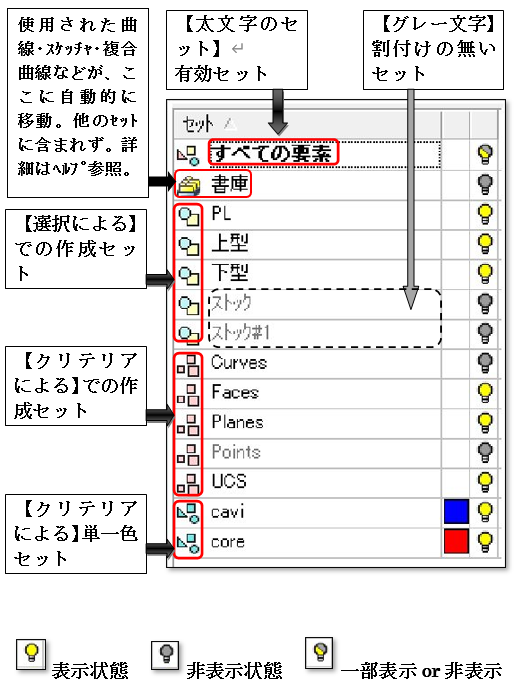 使用された曲
線・ｽｹｯﾁｬ・複合
曲線などが、こ
こに自動的に
移動。他のｾｯﾄ
に含まれず。詳
細はﾍﾙﾌﾟ参照。
【太文字のセ
ット】
有効セット
【グレー文字】
割付けの無い
セット
セット
すべての要素
書庫
PL
上型
下型
ストック
ストック#1
Curves
Faces
Planes
Points
UCS
cavi
core
【選択による】
での作成セッ
ト
【クリテリア
による】での作
成セット
【クリテリア
による】単一色
セット
表示状態
非表示状態
一部表示 or 非表示